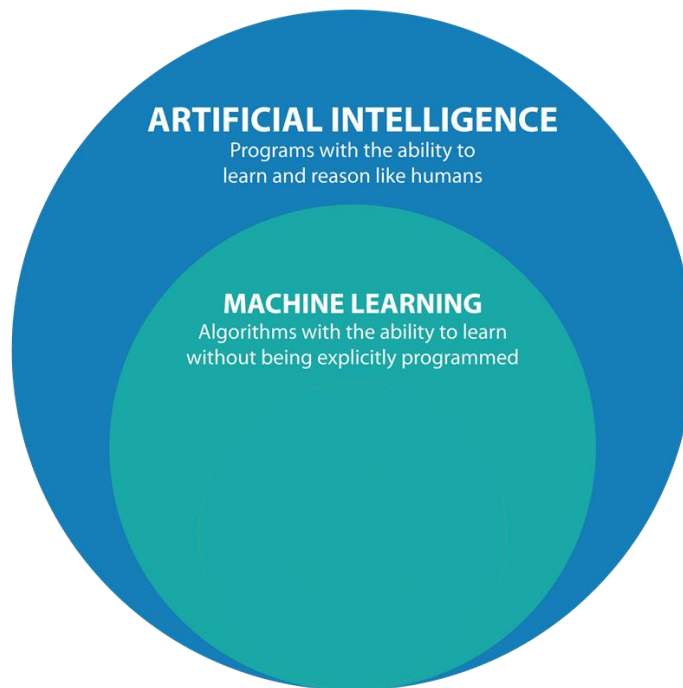 ARTIFICIAL INTELLIGENCE
Programs with the ability to
learn and reason like humans
MACHINE LEARNING
Algorithms with the ability to learn
without being explicitly programmed